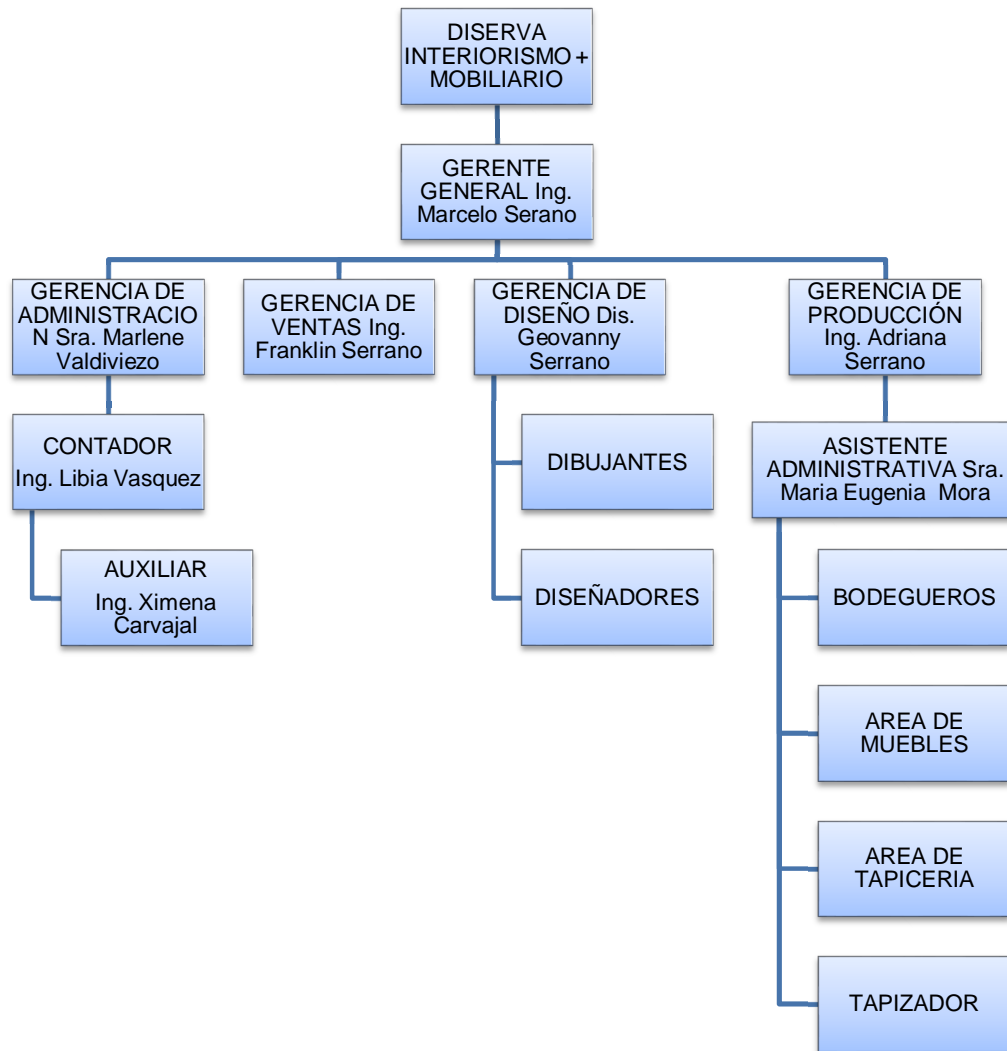 DISERVA
INTERIORISMO +
MOBILIARIO
GERENTE
GENERAL Ing.
Marcelo Serano
GERENCIA DE
ADMINISTRACIO
N Sra. Marlene
Valdiviezo
GERENCIA DE
VENTAS Ing.
Franklin Serrano
GERENCIA DE
DISEÑO Dis.
Geovanny
Serrano
GERENCIA DE
PRODUCCIÓN
Ing. Adriana
Serrano
CONTADOR
Ing. Libia Vasquez
AUXILIAR
Ing. Ximena
Carvajal
DIBUJANTES
DISEÑADORES
ASISTENTE
ADMINISTRATIVA Sra.
Maria Eugenia Mora
BODEGUEROS
AREA DE
MUEBLES
AREA DE
TAPICERIA
TAPIZADOR